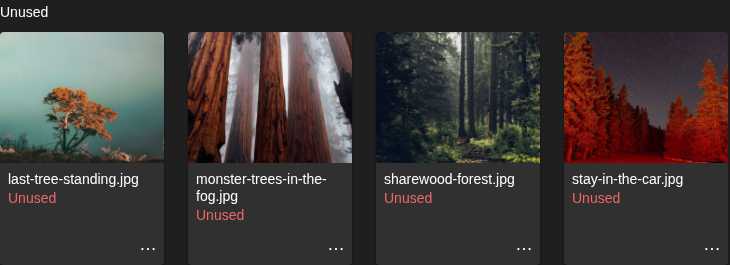 Unused
last-tree-standing.jpg
Unused
monster-trees-in-the-
fog.jpg
Unused
sharewood-forest.jpg
Unused
stay-in-the-car.jpg
Unused